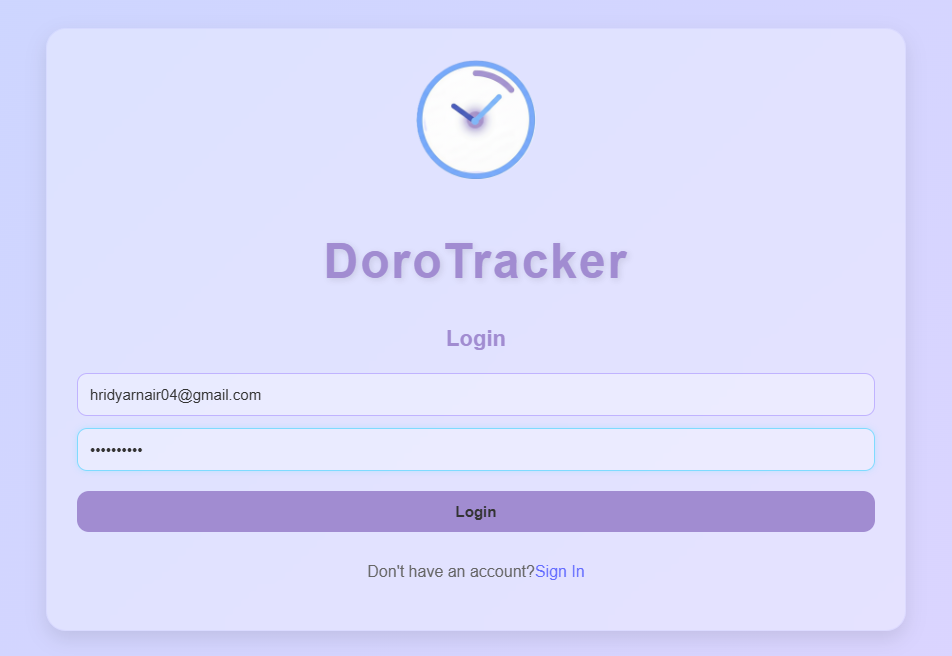 DoroTracker
Login
hridyarnair04@gmail.com
••••••••••
Login
Don't have an account?Sign In